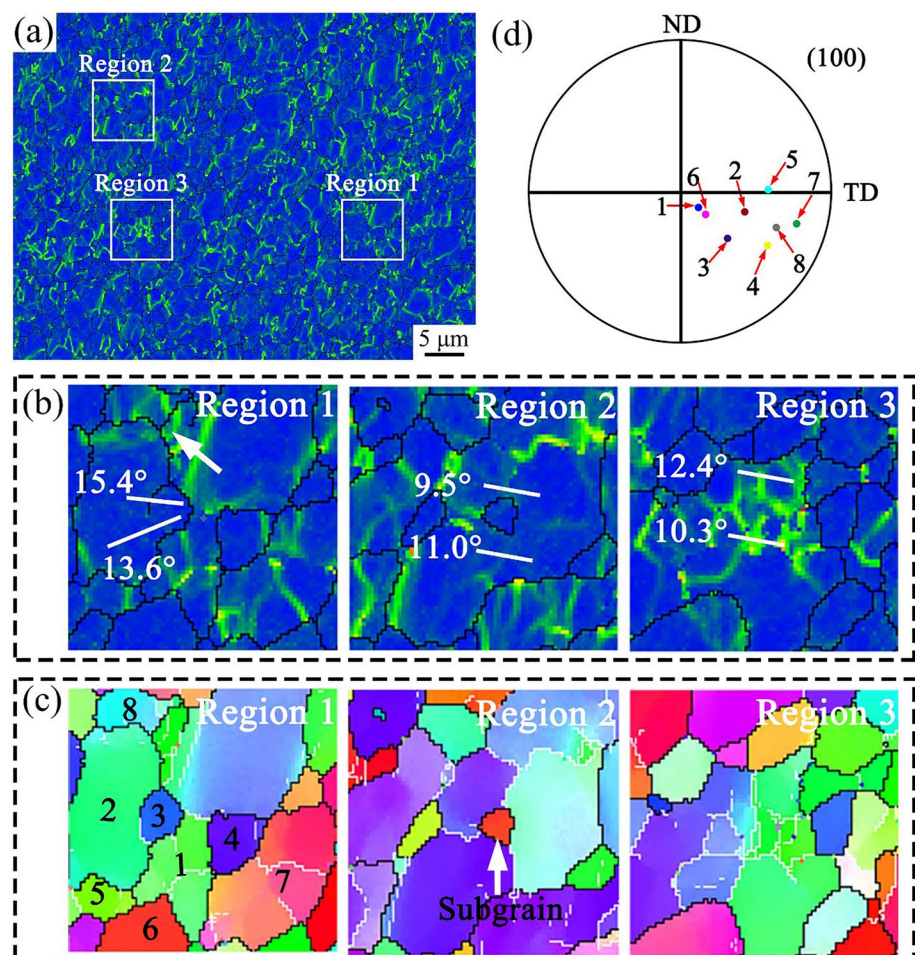 (a)
Region 2
Region 3
Region 1
5 μm
(d)
ND
(100)
TD
1
6
2
5
7
3
4
8
(b)
Region 1
15.4°
13.6°
Region 2
9.5°
11.0°
Region 3
12.4°
10.3°
(c)
Region 1
8
2
3
4
1
5
7
6
Region 2
Subgrain
Region 3